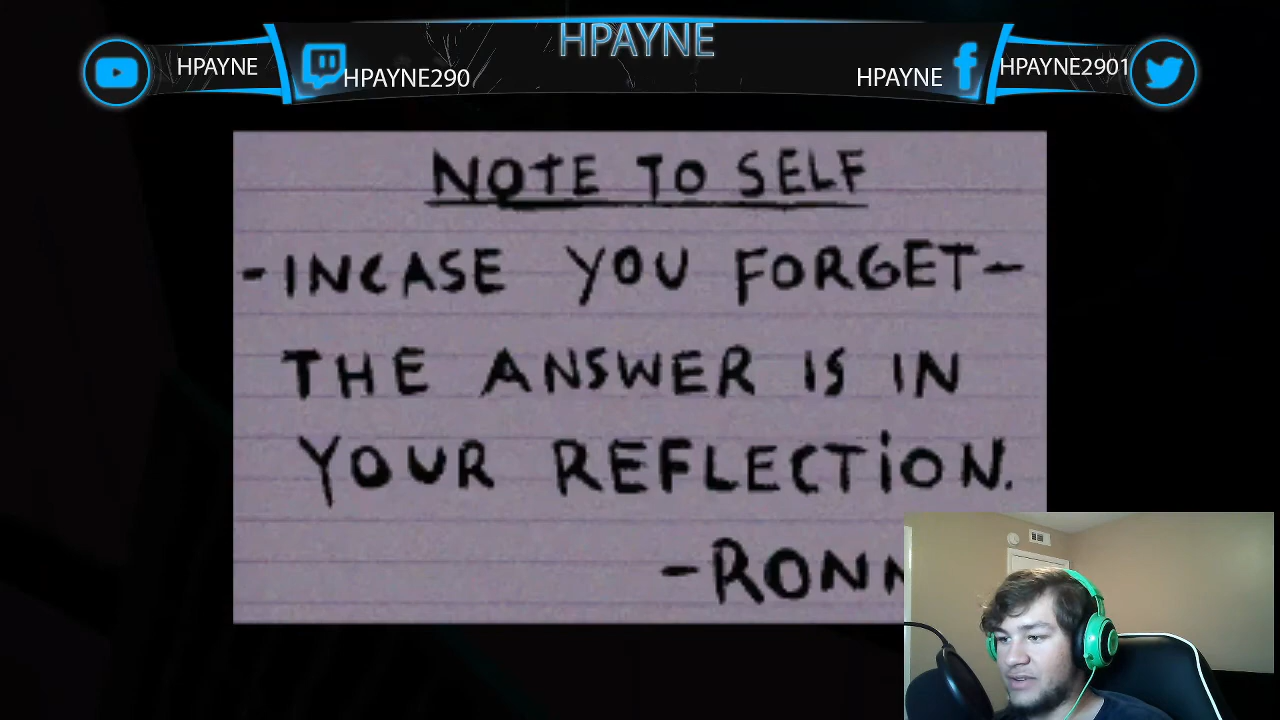 HPAYNE
HPAYNE
HPAYNE290
HPAYNE
HPAYNE2901
NOTE TO SELF
-INCASE YOU FORGET-
THE ANSWER IS IN
YOUR REFLECTION.